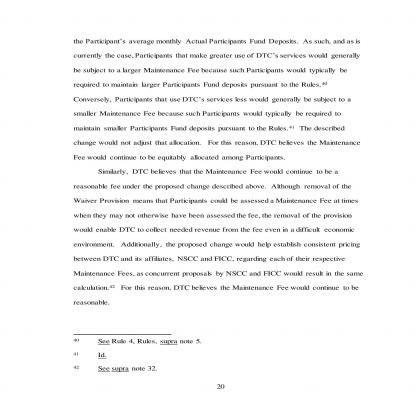 the Participant's average monthly Actual Participants Fund Deposits. As such, and as is
currently the case, Participants that make greater use of DTC's services would generally
be subject to a larger Maintenance Fee because such Participants would typically be
required to maintain larger Participants Fund deposits pursuant to the Rules.40
Conversely, Participants that use DTC's services less would generally be subject to a
smaller Maintenance Fee because such Participants would typically be required to
maintain smaller Participants Fund deposits pursuant to the Rules.41 The described
change would not adjust that allocation. For this reason, DTC believes the Maintenance
Fee would continue to be equitably allocated among Participants.
Similarly, DTC believes that the Maintenance Fee would continue to be a
reasonable fee under the proposed change described above. Although removal of the
Waiver Provision means that Participants could be assessed a Maintenance Fee at times
when they may not otherwise have been assessed the fee, the removal of the provision
would enable DTC to collect needed revenue from the fee even in a difficult economic
environment. Additionally, the proposed change would help establish consistent pricing
between DTC and its affiliates, NSCC and FICC, regarding each of their respective
Maintenance Fees, as concurrent proposals by NSCC and FICC would result in the same
calculation.42 For this reason, DTC believes the Maintenance Fee would continue to be
reasonable.
40 See Rule 4, Rules, supra note 5.
41 Id.
42 See supra note 32.
20